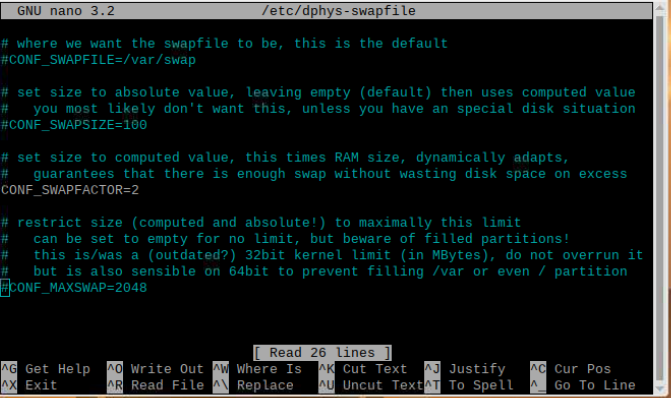 GNU nano 3.2 /etc/dphys-swapfile
# where we want the swapfile to be, this is the default
#CONF_SWAPFILE=/var/swap
# set size to absolute value, leaving empty (default) then uses computed value
#   you most likely don't want this, unless you have an special disk situation
#CONF_SWAPSIZE=100
# set size to computed value, this times RAM size, dynamically adapts,
#   guarantees that there is enough swap without wasting disk space on excess
CONF_SWAPFACTOR=2
# restrict size (computed and absolute!) to maximally this limit
#   can be set to empty for no limit, but beware of filled partitions!
#   this is/was a (outdated?) 32bit kernel limit (in MBytes), do not overrun it
#   but is also sensible on 64bit to prevent filling /var or even / partition
#CONF_MAXSWAP=2048
[ Read 26 lines ]
^G Get Help ^O Write Out ^W Where Is ^K Cut Text ^J Justify ^C Cur Pos
^X Exit ^R Read File ^\ Replace ^U Uncut Text ^T To Spell ^_ Go To Line